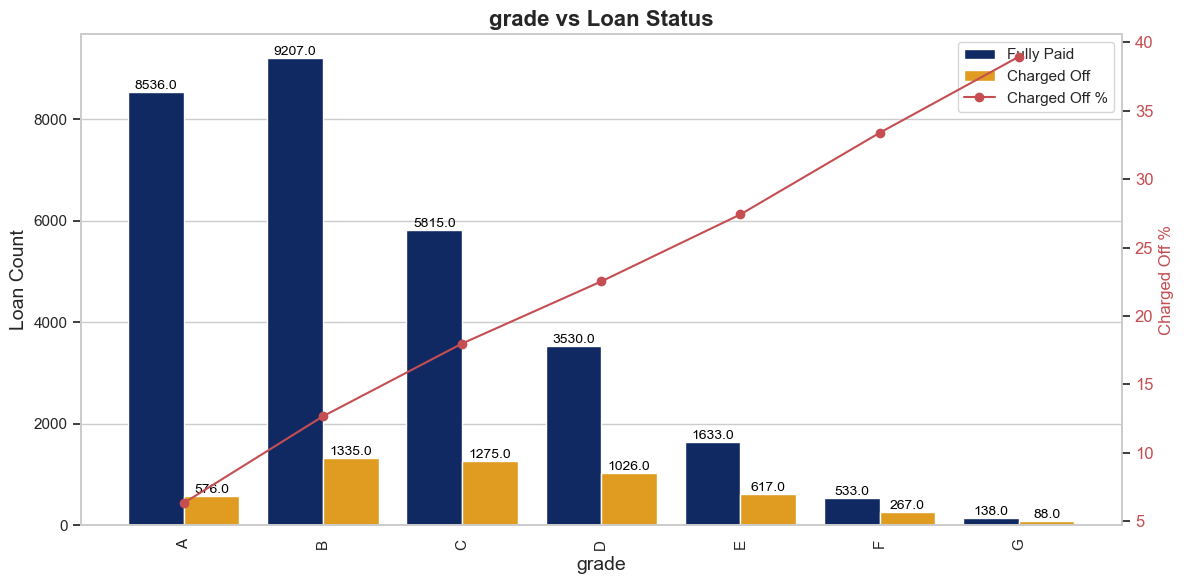 grade vs Loan Status
Fully Paid
Charged Off
Charged Off %
Loan Count
8000
6000
4000
2000
0
8536.0
576.0
9207.0
1335.0
5815.0
1275.0
3530.0
1026.0
1633.0
617.0
533.0
267.0
138.0
88.0
40
35
30
25
20
15
10
5
Charged Off %
A
B
C
D
E
F
G
grade